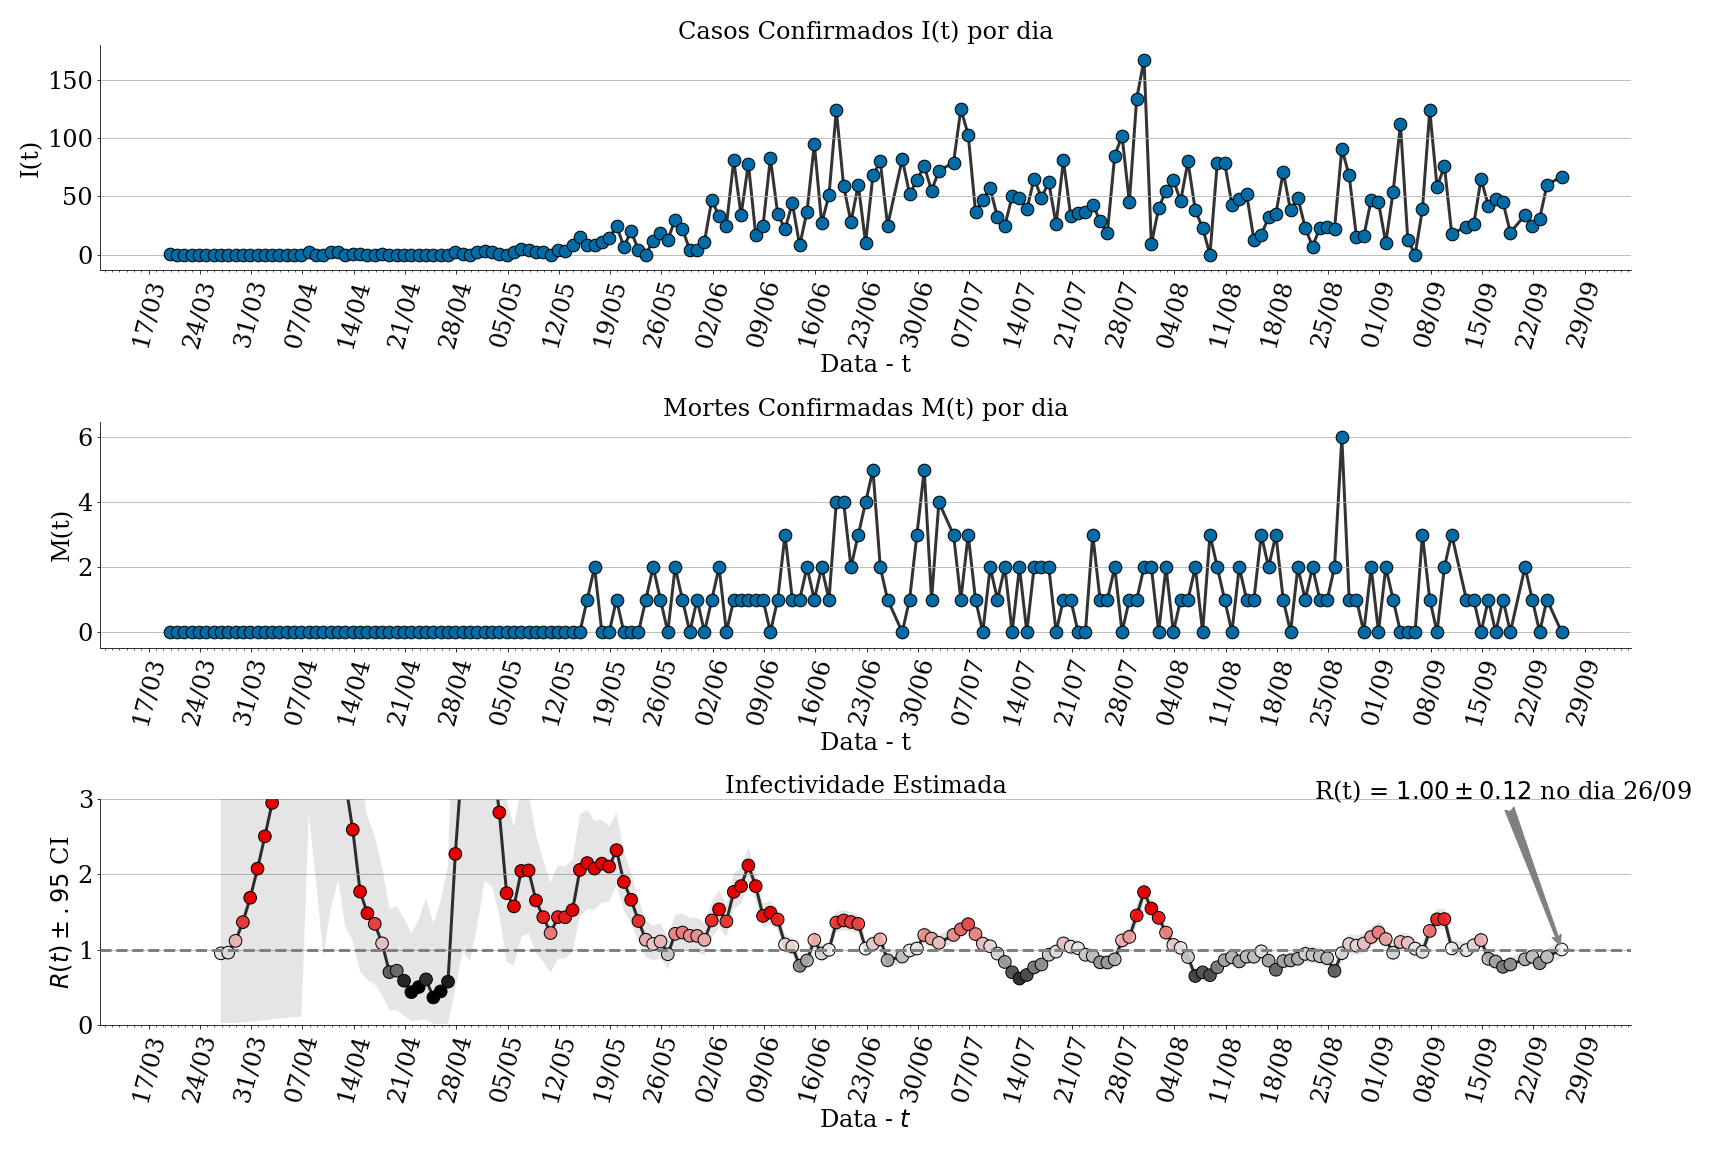 Casos Confirmados I(t) por dia
I(t)
150
100
50
0
17/03 24/03 31/03 07/04 14/04 21/04 28/04 05/05 12/05 19/05 26/05 02/06 09/06 16/06 23/06 30/06 07/07 14/07 21/07 28/07 04/08 11/08 18/08 25/08 01/09 08/09 15/09 22/09 29/09
Data - t
Mortes Confirmadas M(t) por dia
M(t)
6
4
2
0
17/03 24/03 31/03 07/04 14/04 21/04 28/04 05/05 12/05 19/05 26/05 02/06 09/06 16/06 23/06 30/06 07/07 14/07 21/07 28/07 04/08 11/08 18/08 25/08 01/09 08/09 15/09 22/09 29/09
Data - t
Infectividade Estimada
R(t) = 1.00 ± 0.12 no dia 26/09
R(t) ± .95 CI
3
2
1
0
17/03 24/03 31/03 07/04 14/04 21/04 28/04 05/05 12/05 19/05 26/05 02/06 09/06 16/06 23/06 30/06 07/07 14/07 21/07 28/07 04/08 11/08 18/08 25/08 01/09 08/09 15/09 22/09 29/09
Data - t